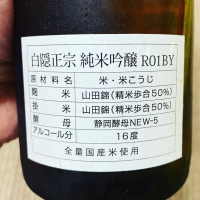 白隠正宗 純米吟醸 R01BY
原材料名 米・米こうじ
麹米 山田錦(精米歩合50%)
掛米 山田錦(精米歩合50%)
酵母 静岡酵母NEW-5
アルコール分 16度
全量国産米使用